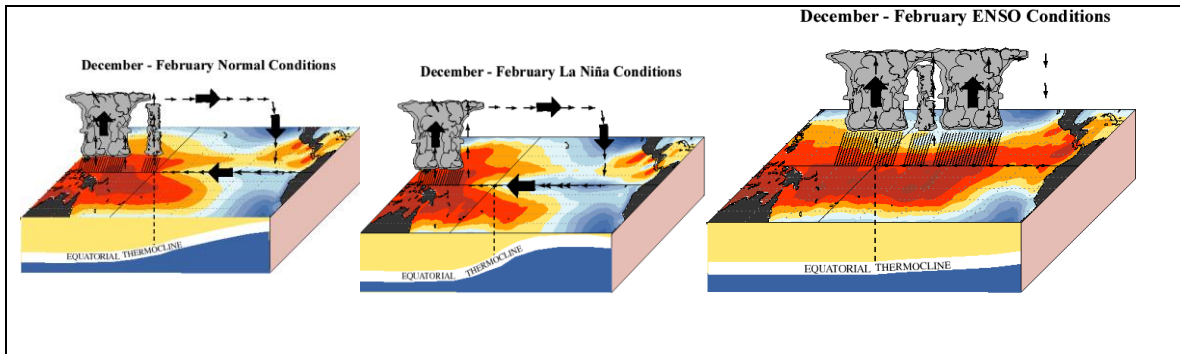 December - February Normal Conditions
EQUATORIAL THERMOCLINE
December - February La Niña Conditions
EQUATORIAL THERMOCLINE
December - February ENSO Conditions
EQUATORIAL THERMOCLINE